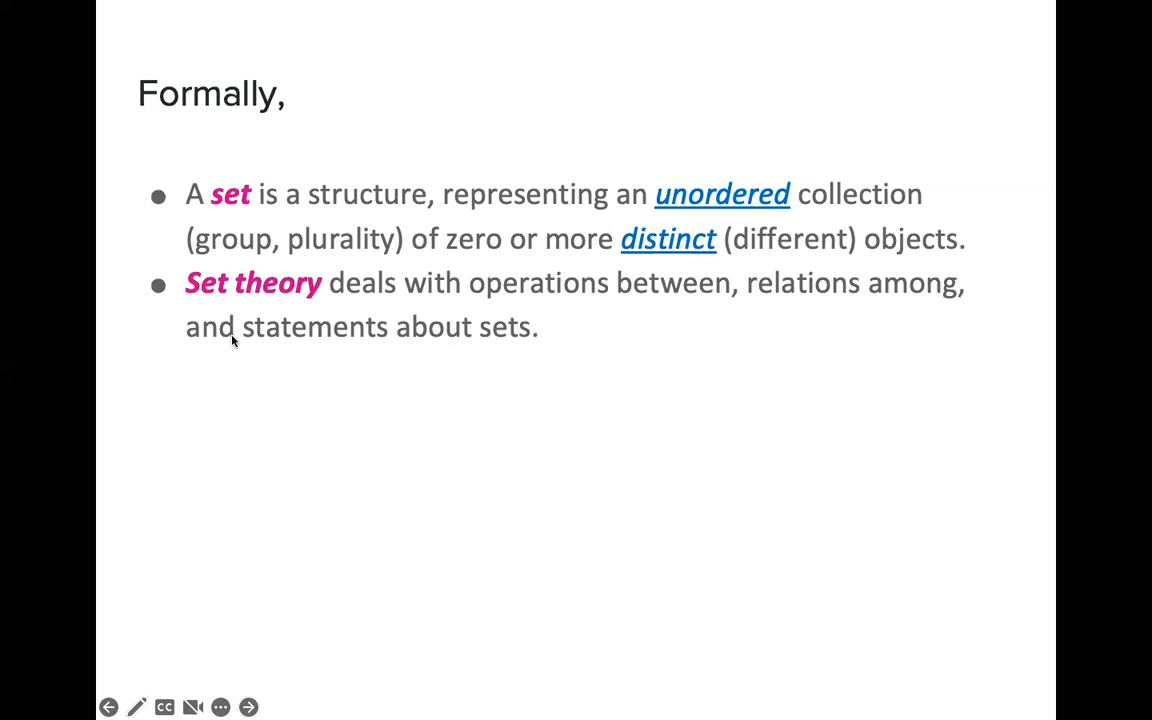 Formally,
● A set is a structure, representing an unordered collection
(group, plurality) of zero or more distinct (different) objects.
● Set theory deals with operations between, relations among,
and statements about sets.
CC